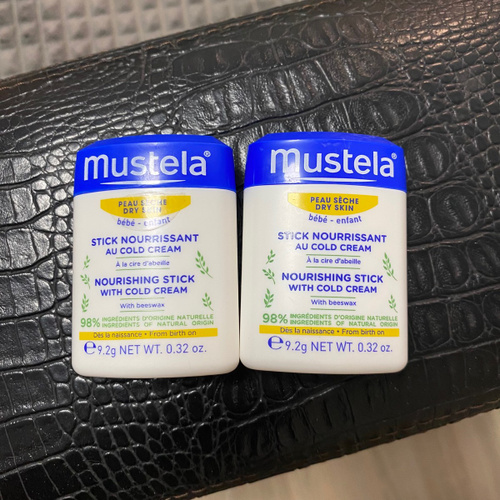 mustela®
PEAU SÈCHE
DRY SKIN
bébé - enfant
STICK NOURRISSANT
AU COLD CREAM
À la cire d'abeille
NOURISHING STICK
WITH COLD CREAM
With beeswax
98% INGRÉDIENTS D'ORIGINE NATURELLE
INGREDIENTS OF NATURAL ORIGIN
Dès la naissance • From birth on
℮9.2g NET WT. 0.32 oz.
mustela®
PEAU SÈCHE
DRY SKIN
bébé - enfant
STICK NOURRISSANT
AU COLD CREAM
À la cire d'abeille
NOURISHING STICK
WITH COLD CREAM
With beeswax
98% INGRÉDIENTS D'ORIGINE NATURELLE
INGREDIENTS OF NATURAL ORIGIN
Dès la naissance • From birth on
℮9.2g NET WT. 0.32 oz.